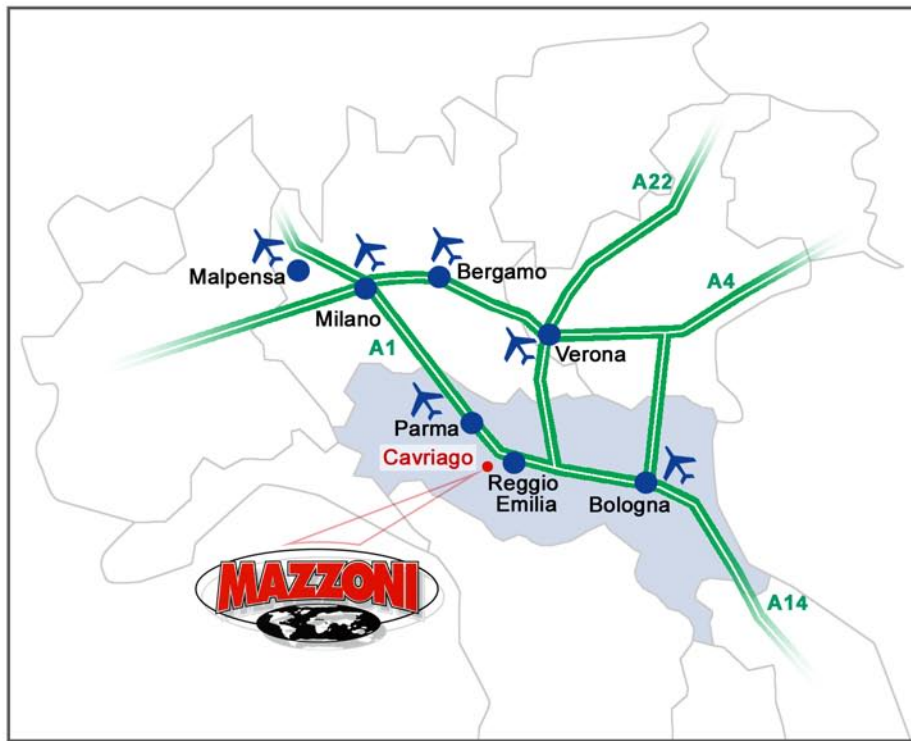 A22
Malpensa
Bergamo
A4
Milano
A1
Verona
Parma
Cavriago
Reggio
Emilia
Bologna
MAZZONI
A14